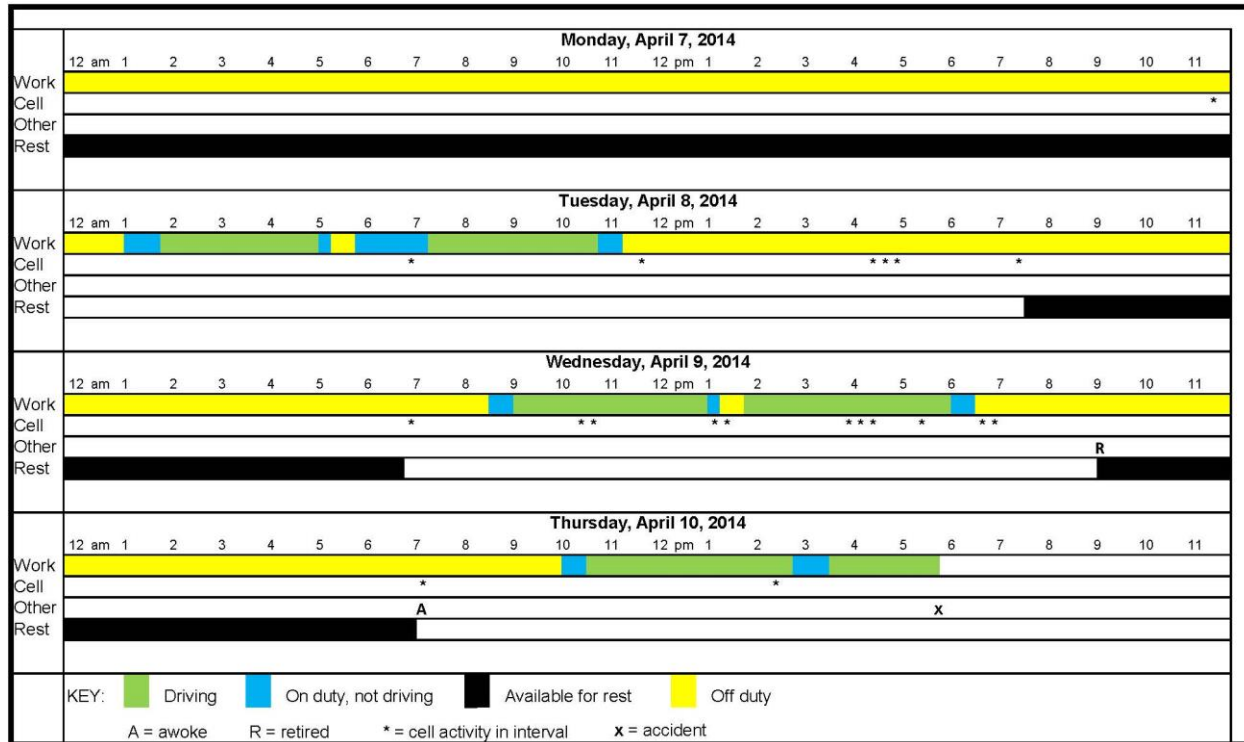 Monday, April 7, 2014
12 am 1 2 3 4 5 6 7 8 9 10 11 12 pm 1 2 3 4 5 6 7 8 9 10 11
Work
Cell *
Other
Rest
Tuesday, April 8, 2014
12 am 1 2 3 4 5 6 7 8 9 10 11 12 pm 1 2 3 4 5 6 7 8 9 10 11
Work
Cell * * * * * *
Other
Rest
Wednesday, April 9, 2014
12 am 1 2 3 4 5 6 7 8 9 10 11 12 pm 1 2 3 4 5 6 7 8 9 10 11
Work
Cell * * * * * * * * * * *
Other R
Rest
Thursday, April 10, 2014
12 am 1 2 3 4 5 6 7 8 9 10 11 12 pm 1 2 3 4 5 6 7 8 9 10 11
Work
Cell * *
Other A x
Rest
KEY: Driving On duty, not driving Available for rest Off duty
A = awoke R = retired * = cell activity in interval x = accident